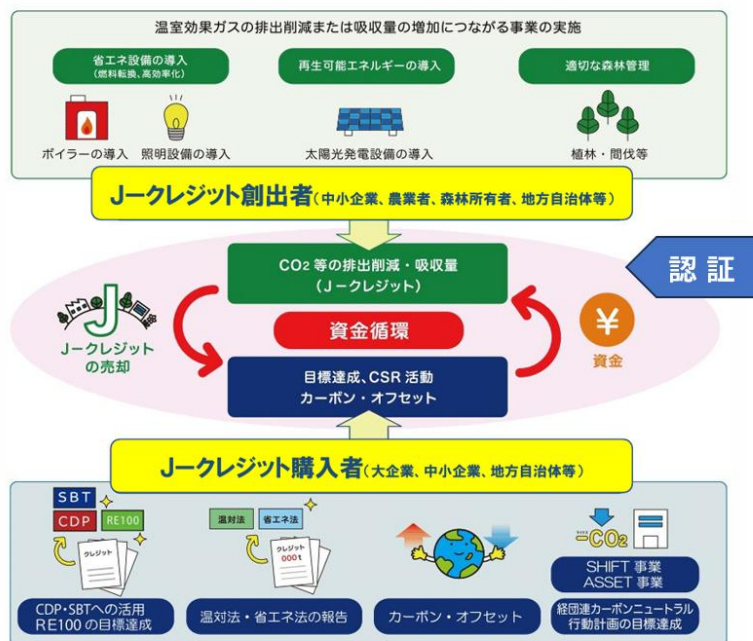 温室効果ガスの排出削減または吸収量の増加につながる事業の実施
省エネ設備の導入
(燃料転換、高効率化)
再生可能エネルギーの導入
適切な森林管理
ボイラーの導入
照明設備の導入
太陽光発電設備の導入
植林・間伐等
Jークレジット創出者(中小企業、農業者、森林所有者、地方自治体等)
CO2 等の排出削減・吸収量
(Jークレジット)
認証
J
Jークレジット
の売却
資金循環
¥
資金
目標達成、CSR 活動
カーボン・オフセット
Jークレジット購入者(大企業、中小企業、地方自治体等)
SBT
CDP
RE100
クレジット
温対法
省エネ法
クレジット
000t
−CO2
SHIFT 事業
ASSET 事業
CDP・SBTへの活用
RE100 の目標達成
温対法・省エネ法の報告
カーボン・オフセット
経団連カーボンニュートラル
行動計画の目標達成